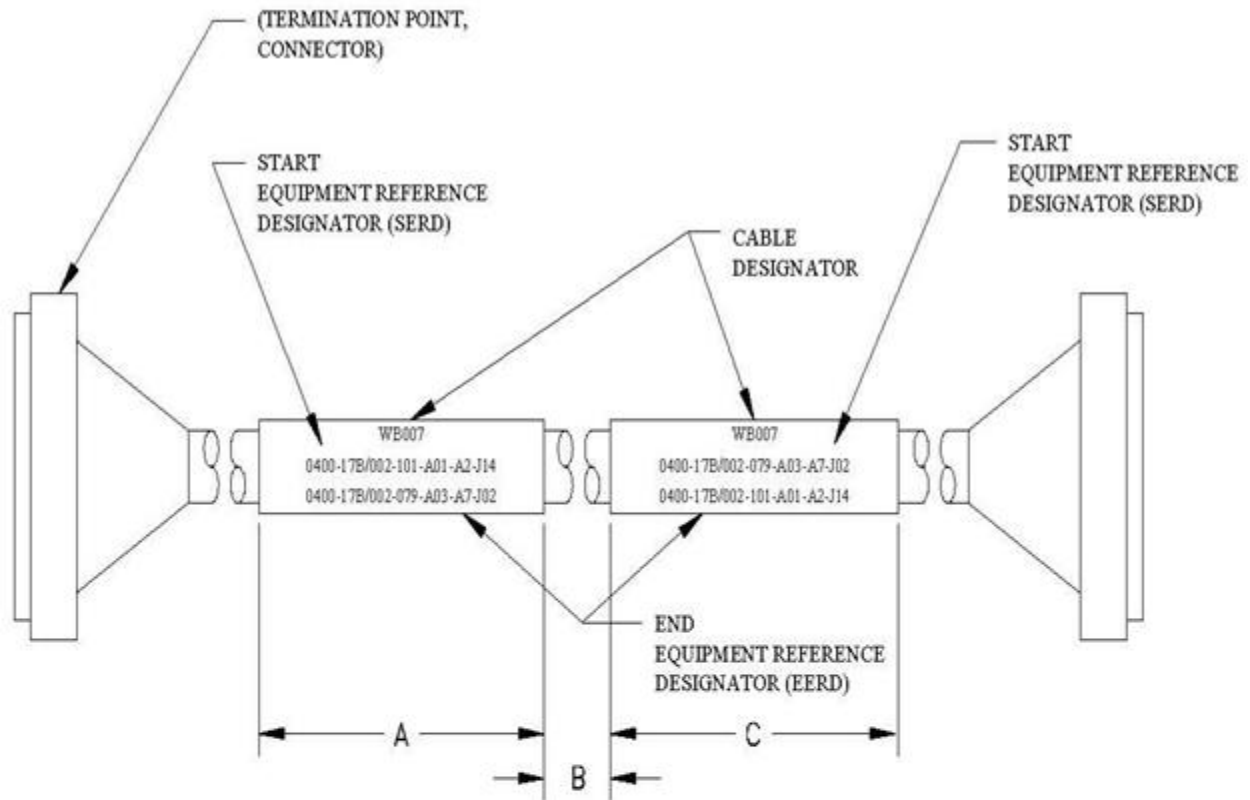 (TERMINATION POINT,
CONNECTOR)
START
EQUIPMENT REFERENCE
DESIGNATOR (SERD)
START
EQUIPMENT REFERENCE
DESIGNATOR (SERD)
CABLE
DESIGNATOR
WB007
0400-17B/002-101-A01-A2-J14
0400-17B/002-079-A03-A7-J02
WB007
0400-17B/002-079-A03-A7-J02
0400-17B/002-101-A01-A2-J14
END
EQUIPMENT REFERENCE
DESIGNATOR (EERD)
A
B
C